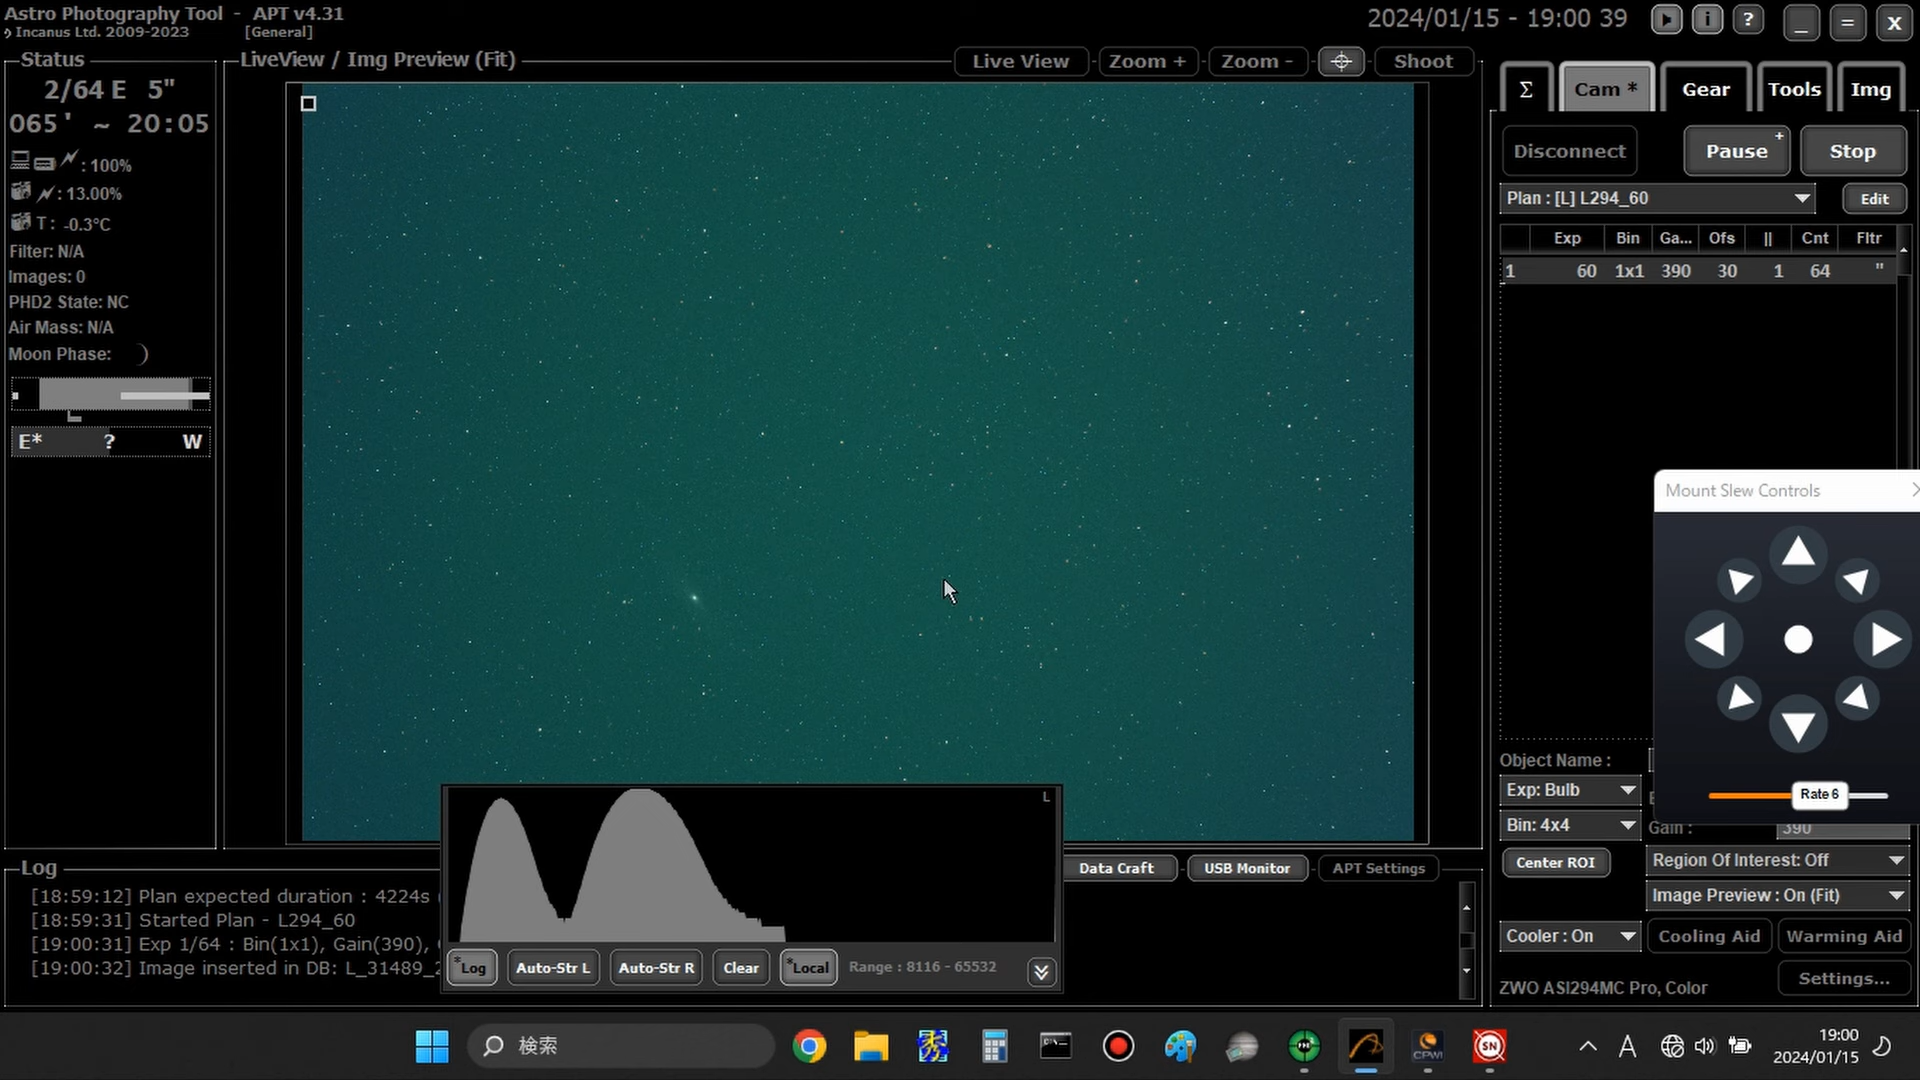 Astro Photography Tool - APT v4.31
© Incanus Ltd. 2009-2023 [General]
2024/01/15 - 19:00 39
i ? _ = X
Status
2/64 E 5"
065' ~ 20:05
: 100%
: 13.00%
T : -0.3°C
Filter: N/A
Images: 0
PHD2 State: NC
Air Mass: N/A
Moon Phase:
E* ? W
LiveView / Img Preview (Fit)
Live View Zoom + Zoom - Shoot
Σ Cam * Gear Tools Img
Disconnect Pause + Stop
Plan : [L] L294_60 Edit
Exp Bin Ga... Ofs || Cnt Fltr
1 60 1x1 390 30 1 64 "
Mount Slew Controls
Rate 6
Object Name :
Exp: Bulb
Bin: 4x4 Gain : 390
Center ROI Region Of Interest: Off
Image Preview : On (Fit)
Cooler : On Cooling Aid Warming Aid
Settings...
ZWO ASI294MC Pro, Color
Log
[18:59:12] Plan expected duration : 4224s
[18:59:31] Started Plan - L294_60
[19:00:31] Exp 1/64 : Bin(1x1), Gain(390),
[19:00:32] Image inserted in DB: L_31489_2
L
*Log Auto-Str L Auto-Str R Clear *Local Range : 8116 - 65532
Data Craft USB Monitor APT Settings
検索
CPWI
SN
A
19:00
2024/01/15